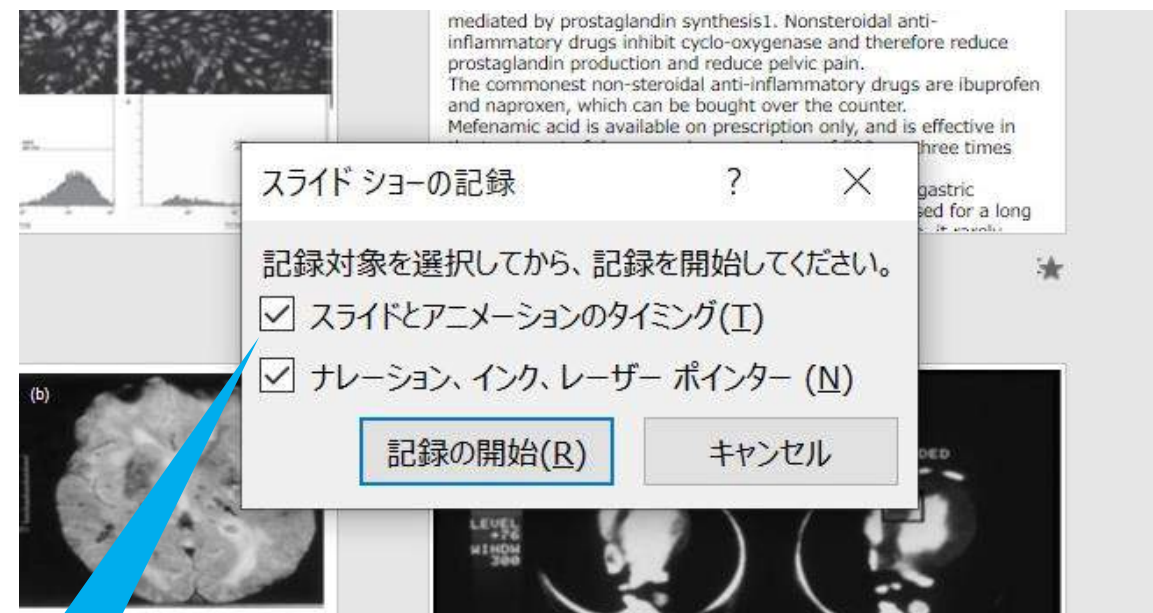 mediated by prostaglandin synthesis1. Nonsteroidal anti-
inflammatory drugs inhibit cyclo-oxygenase and therefore reduce
prostaglandin production and reduce pelvic pain.
The commonest non-steroidal anti-inflammatory drugs are ibuprofen
and naproxen, which can be bought over the counter.
Mefenamic acid is available on prescription only, and is effective in
three times
gastric
sed for a long
スライド ショーの記録 ? ×
記録対象を選択してから、記録を開始してください。
スライドとアニメーションのタイミング(T)
ナレーション、インク、レーザー ポインター (N)
記録の開始(R) キャンセル
(b)
DED
LEVEL
+76
WINDW
300